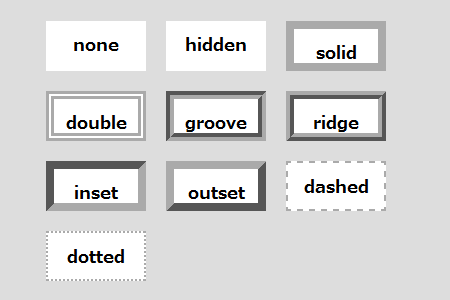 none
hidden
solid
double
groove
ridge
inset
outset
dashed
dotted